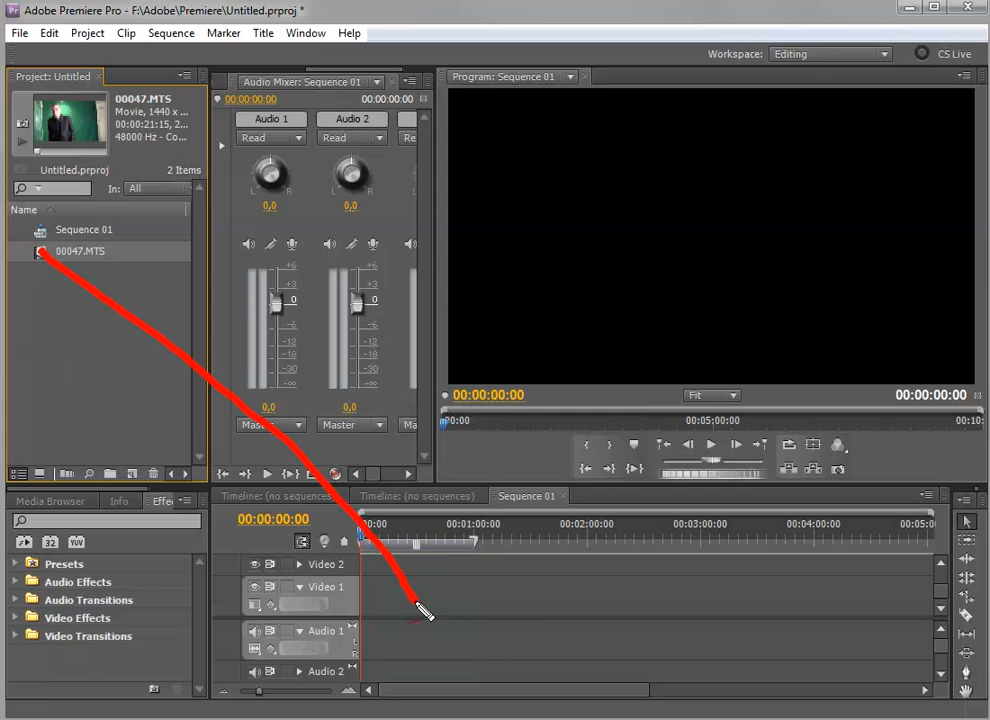 Adobe Premiere Pro - F:\Adobe\Premiere\Untitled.prproj *
File Edit Project Clip Sequence Marker Title Window Help
Workspace: Editing CS Live
Project: Untitled
00047.MTS
Movie, 1440 x ...
00:00:21:15, 2...
48000 Hz - Co...
Untitled.prproj 2 Items
In: All
Name
Sequence 01
00047.MTS
Audio Mixer: Sequence 01
00:00:00:00 00:00:00:00
Audio 1 Audio 2
Read Read Re
L R L R
0,0 0,0
+6 +6
+3 +3
0 0
-6 -6
-12 -12
-18 -18
-30 -30
-∞ -∞
0,0 0,0
Master Master Ma
Program: Sequence 01
00:00:00:00 Fit 00:00:00:00
00:00 00:05:00:00 00:10:
Media Browser Info Effe
32 YUV
Presets
Audio Effects
Audio Transitions
Video Effects
Video Transitions
Timeline: (no sequences) Timeline: (no sequences) Sequence 01
00:00:00:00
00:00 00:01:00:00 00:02:00:00 00:03:00:00 00:04:00:00 00:05:0
Video 2
Video 1
Audio 1
L
R
Audio 2